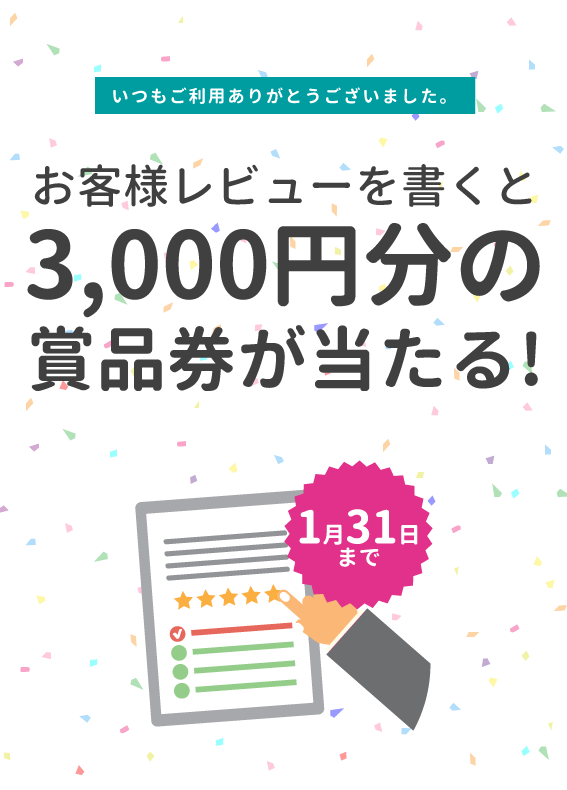 いつもご利用ありがとうございました。
お客様レビューを書くと
3,000円分の
賞品券が当たる!
1月31日
まで